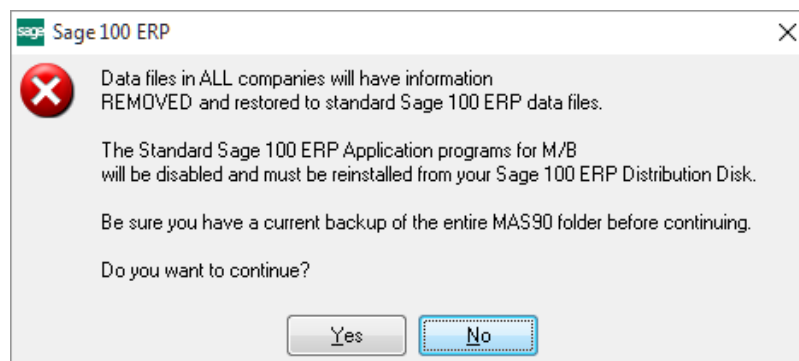 sage Sage 100 ERP
Data files in ALL companies will have information
REMOVED and restored to standard Sage 100 ERP data files.
The Standard Sage 100 ERP Application programs for M/B
will be disabled and must be reinstalled from your Sage 100 ERP Distribution Disk.
Be sure you have a current backup of the entire MAS90 folder before continuing.
Do you want to continue?
Yes No